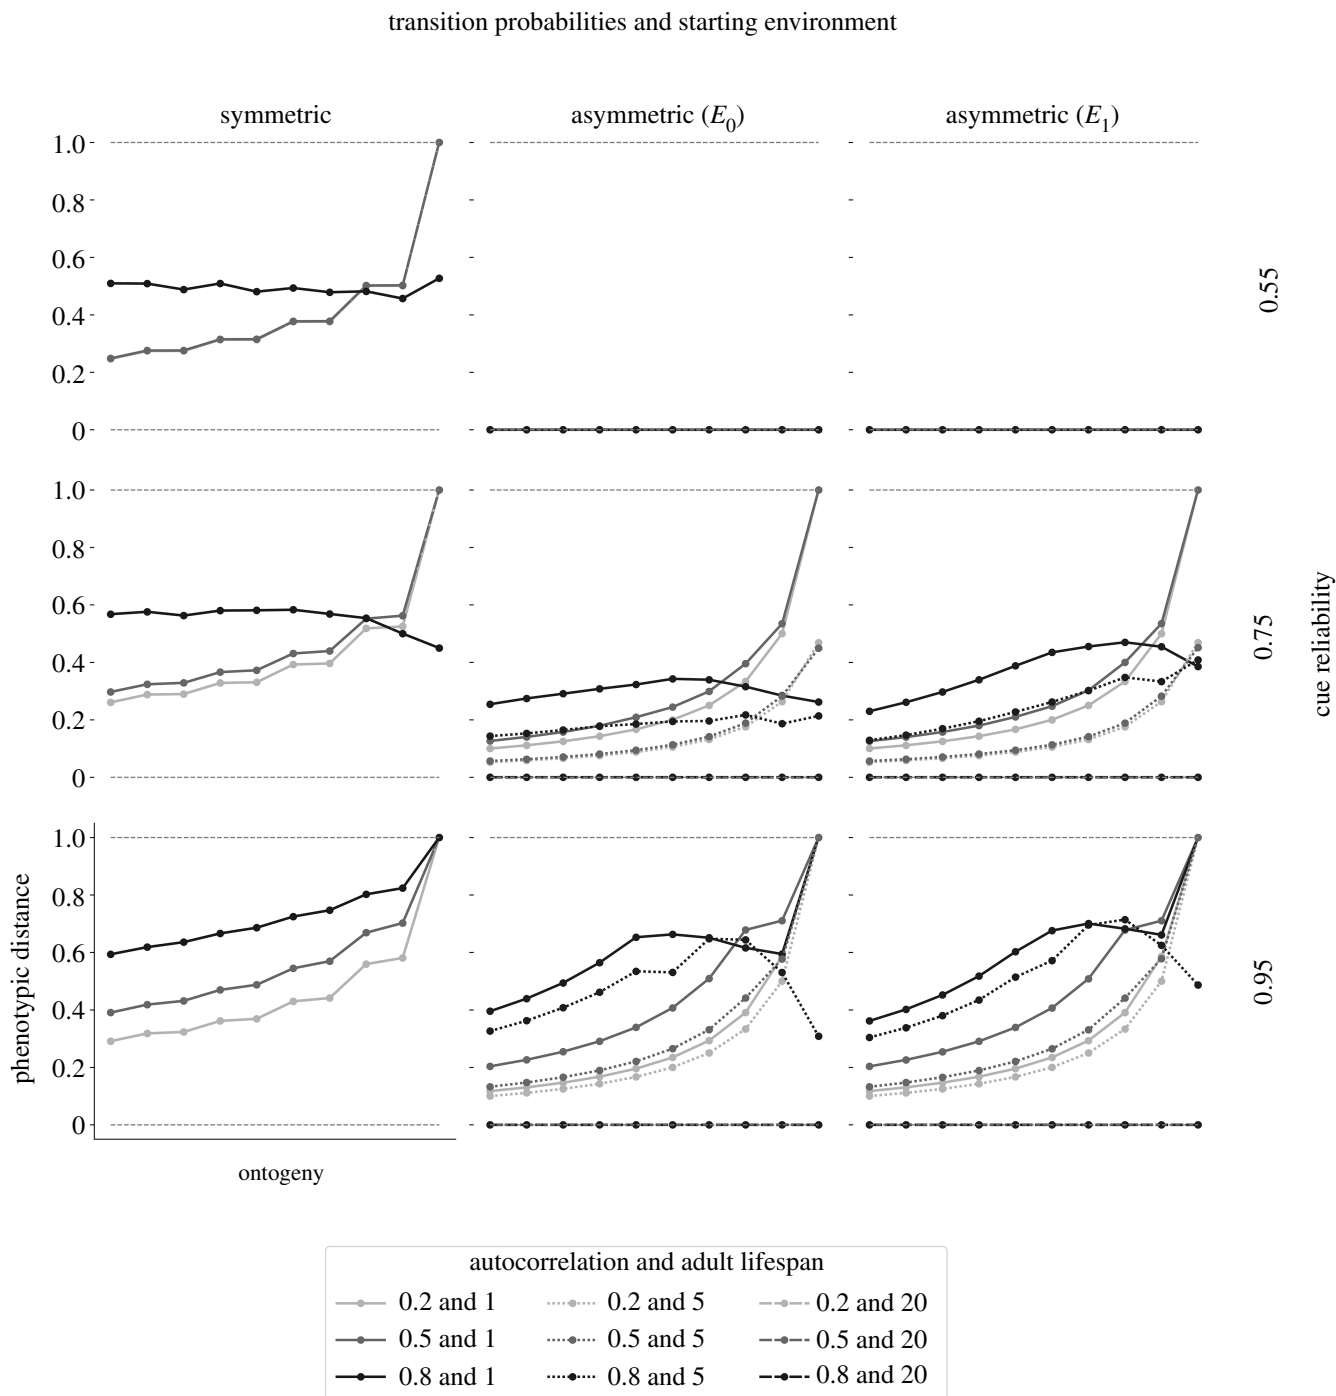 transition probabilities and starting environment
symmetric
asymmetric (E0)
asymmetric (E1)
1.0
0.8
0.6
0.4
0.2
0
0.55
1.0
0.8
0.6
0.4
0.2
0
0.75
cue reliability
1.0
0.8
0.6
0.4
0.2
0
phenotypic distance
0.95
ontogeny
autocorrelation and adult lifespan
0.2 and 1 0.2 and 5 0.2 and 20
0.5 and 1 0.5 and 5 0.5 and 20
0.8 and 1 0.8 and 5 0.8 and 20